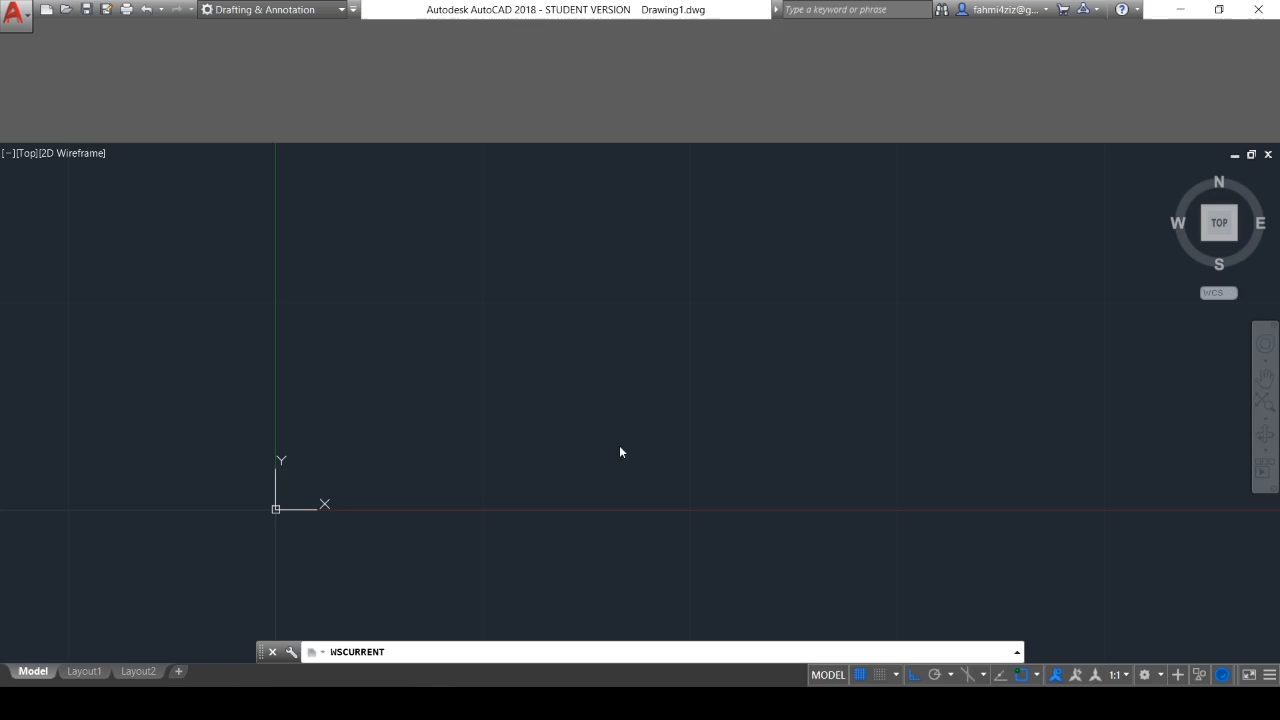 Drafting & Annotation
Autodesk AutoCAD 2018 - STUDENT VERSION Drawing1.dwg
Type a keyword or phrase
fahmi4ziz@g...
[−][Top][2D Wireframe]
N
W TOP E
S
WCS
Y
X
WSCURRENT
Model Layout1 Layout2
MODEL 1:1